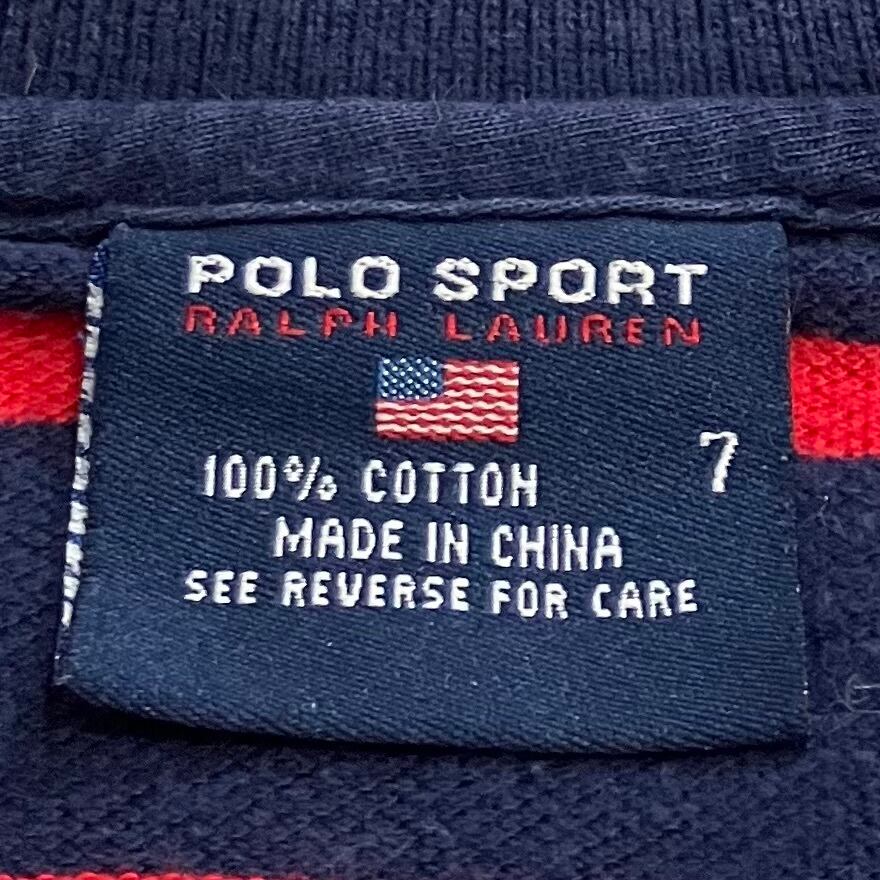 POLO SPORT
RALPH LAUREN
7
100% COTTON
MADE IN CHINA
SEE REVERSE FOR CARE